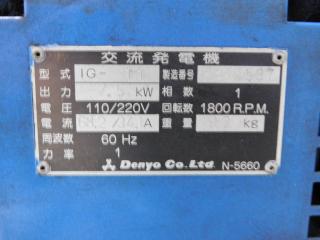 交流発電機
型式 IG- 製造番号
出力 kW 相数 1
電圧 110/220V 回転数 1800 R.P.M.
電流 A 重量 kg
周波数 60 Hz
力率 1
Denyo Co. Ltd. N-5660